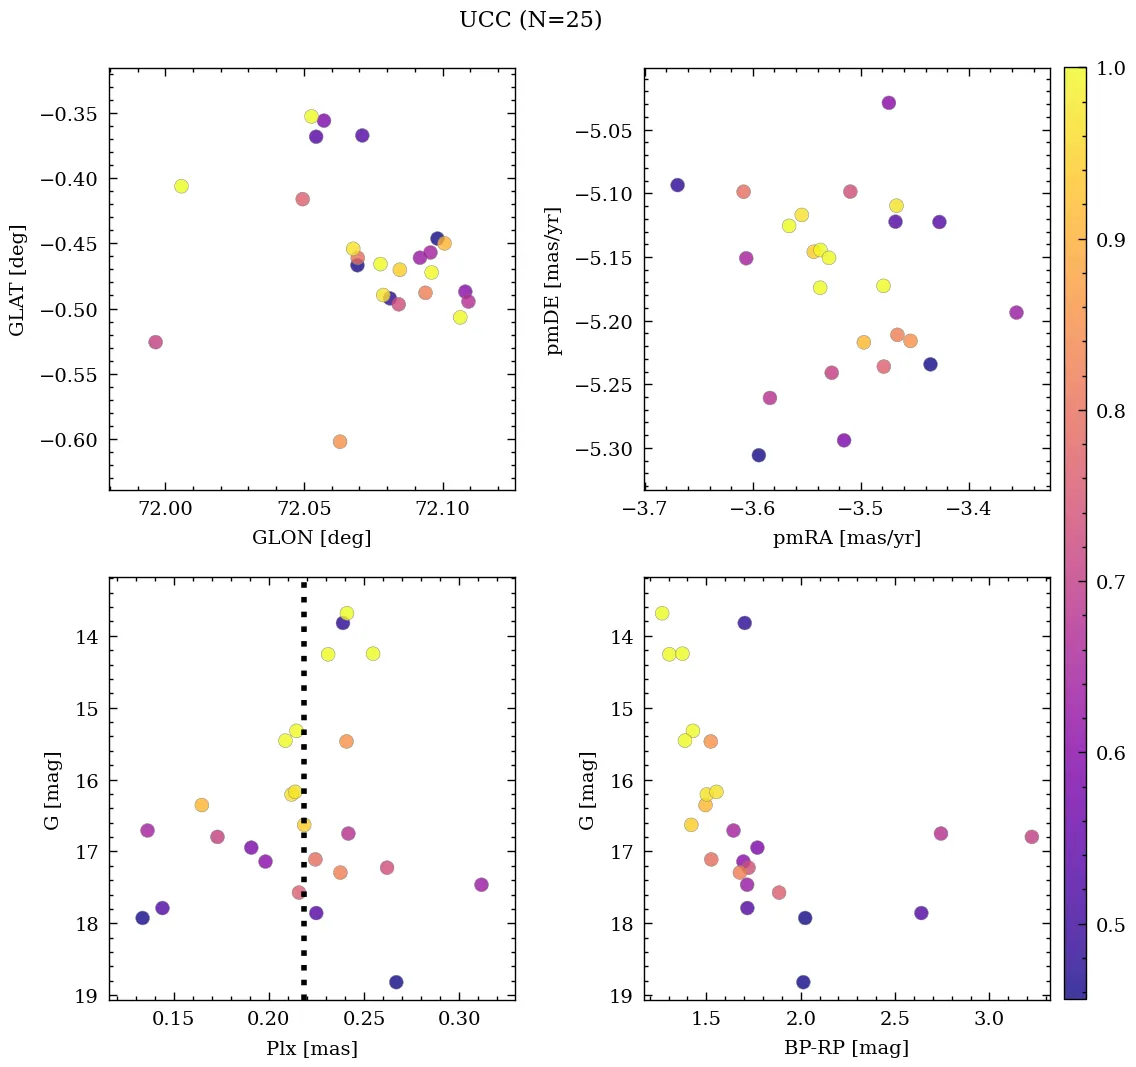 UCC (N=25)
−0.35
−0.40
−0.45
−0.50
−0.55
−0.60
GLAT [deg]
72.00 72.05 72.10
GLON [deg]
−5.05
−5.10
−5.15
−5.20
−5.25
−5.30
pmDE [mas/yr]
−3.7 −3.6 −3.5 −3.4
pmRA [mas/yr]
14
15
16
17
18
19
G [mag]
0.15 0.20 0.25 0.30
Plx [mas]
14
15
16
17
18
19
G [mag]
1.5 2.0 2.5 3.0
BP-RP [mag]
1.0
0.9
0.8
0.7
0.6
0.5